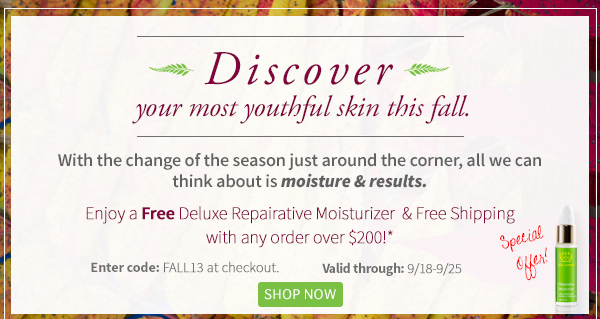 Discover
your most youthful skin this fall.
With the change of the season just around the corner, all we can
think about is moisture & results.
Enjoy a Free Deluxe Repairative Moisturizer & Free Shipping
with any order over $200!*
Special
Offer!
Enter code: FALL13 at checkout. Valid through: 9/18-9/25
SHOP NOW